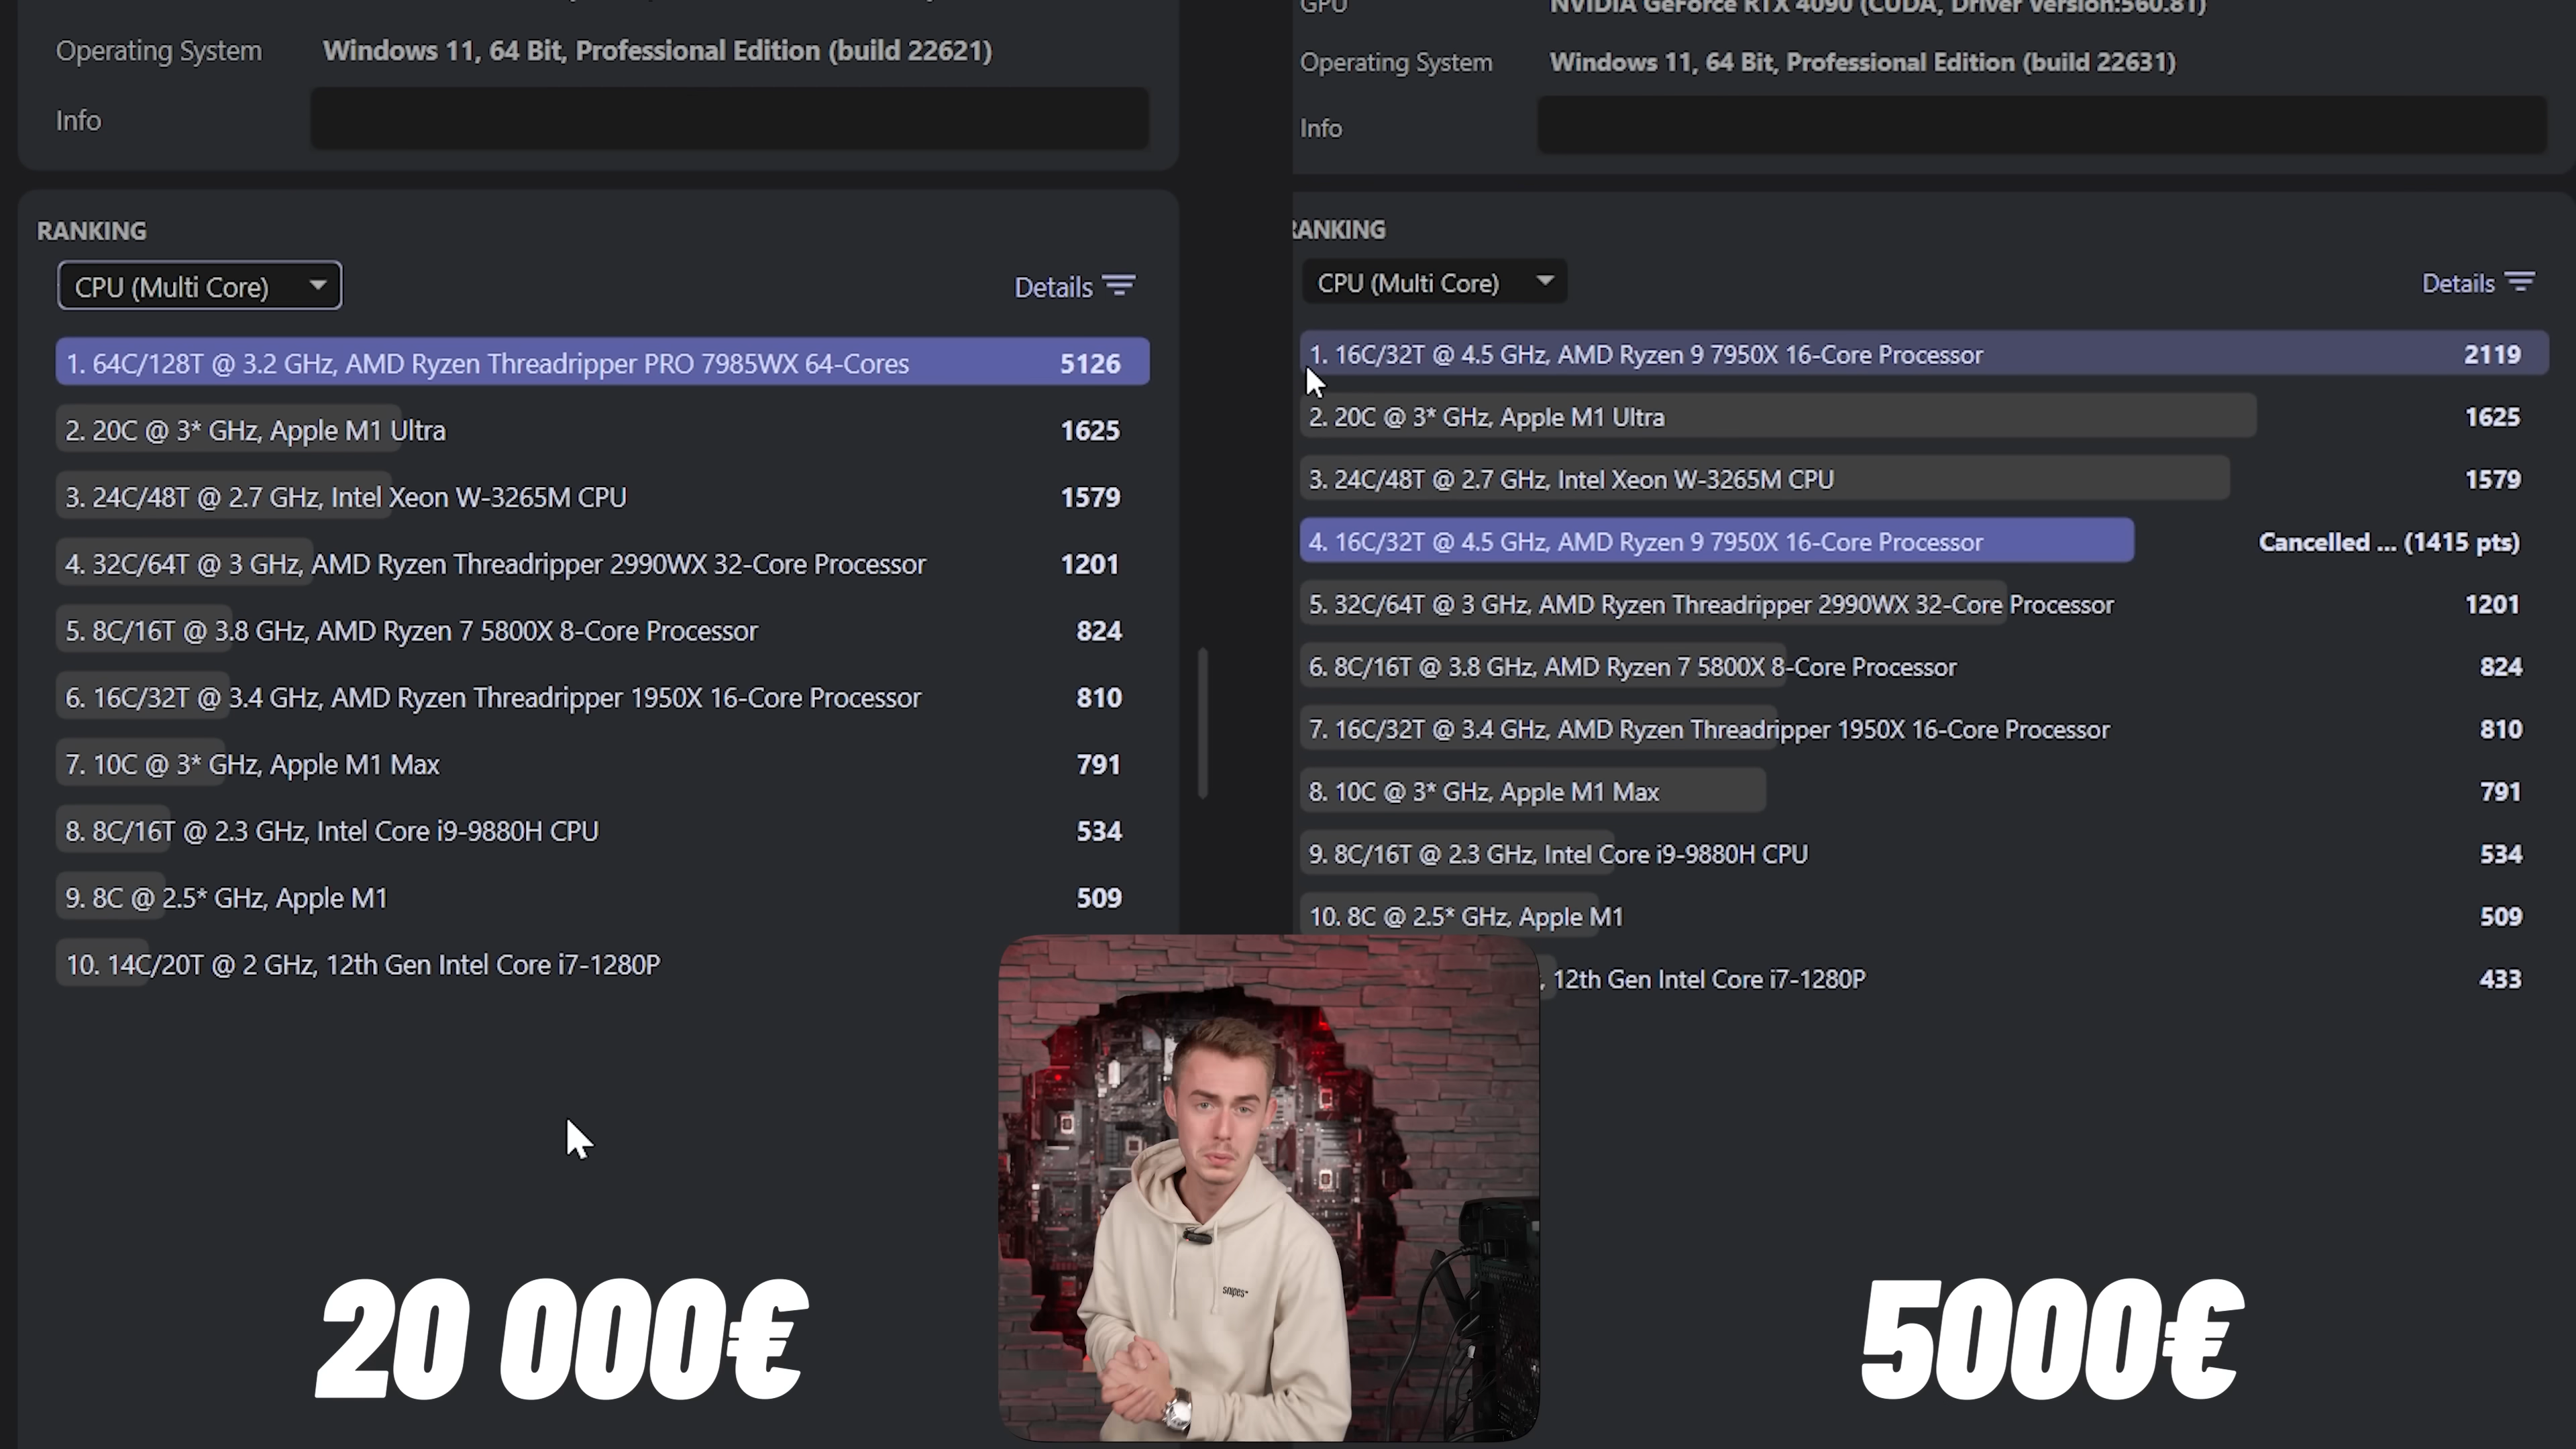 Operating System Windows 11, 64 Bit, Professional Edition (build 22621)
Info
RANKING
CPU (Multi Core) Details
1. 64C/128T @ 3.2 GHz, AMD Ryzen Threadripper PRO 7985WX 64-Cores 5126
2. 20C @ 3* GHz, Apple M1 Ultra 1625
3. 24C/48T @ 2.7 GHz, Intel Xeon W-3265M CPU 1579
4. 32C/64T @ 3 GHz, AMD Ryzen Threadripper 2990WX 32-Core Processor 1201
5. 8C/16T @ 3.8 GHz, AMD Ryzen 7 5800X 8-Core Processor 824
6. 16C/32T @ 3.4 GHz, AMD Ryzen Threadripper 1950X 16-Core Processor 810
7. 10C @ 3* GHz, Apple M1 Max 791
8. 8C/16T @ 2.3 GHz, Intel Core i9-9880H CPU 534
9. 8C @ 2.5* GHz, Apple M1 509
10. 14C/20T @ 2 GHz, 12th Gen Intel Core i7-1280P
20 000€
GPU NVIDIA GeForce RTX 4090 (CUDA, Driver Version:560.81)
Operating System Windows 11, 64 Bit, Professional Edition (build 22631)
Info
RANKING
CPU (Multi Core) Details
1. 16C/32T @ 4.5 GHz, AMD Ryzen 9 7950X 16-Core Processor 2119
2. 20C @ 3* GHz, Apple M1 Ultra 1625
3. 24C/48T @ 2.7 GHz, Intel Xeon W-3265M CPU 1579
4. 16C/32T @ 4.5 GHz, AMD Ryzen 9 7950X 16-Core Processor Cancelled ... (1415 pts)
5. 32C/64T @ 3 GHz, AMD Ryzen Threadripper 2990WX 32-Core Processor 1201
6. 8C/16T @ 3.8 GHz, AMD Ryzen 7 5800X 8-Core Processor 824
7. 16C/32T @ 3.4 GHz, AMD Ryzen Threadripper 1950X 16-Core Processor 810
8. 10C @ 3* GHz, Apple M1 Max 791
9. 8C/16T @ 2.3 GHz, Intel Core i9-9880H CPU 534
10. 8C @ 2.5* GHz, Apple M1 509
, 12th Gen Intel Core i7-1280P 433
snipes
5000€